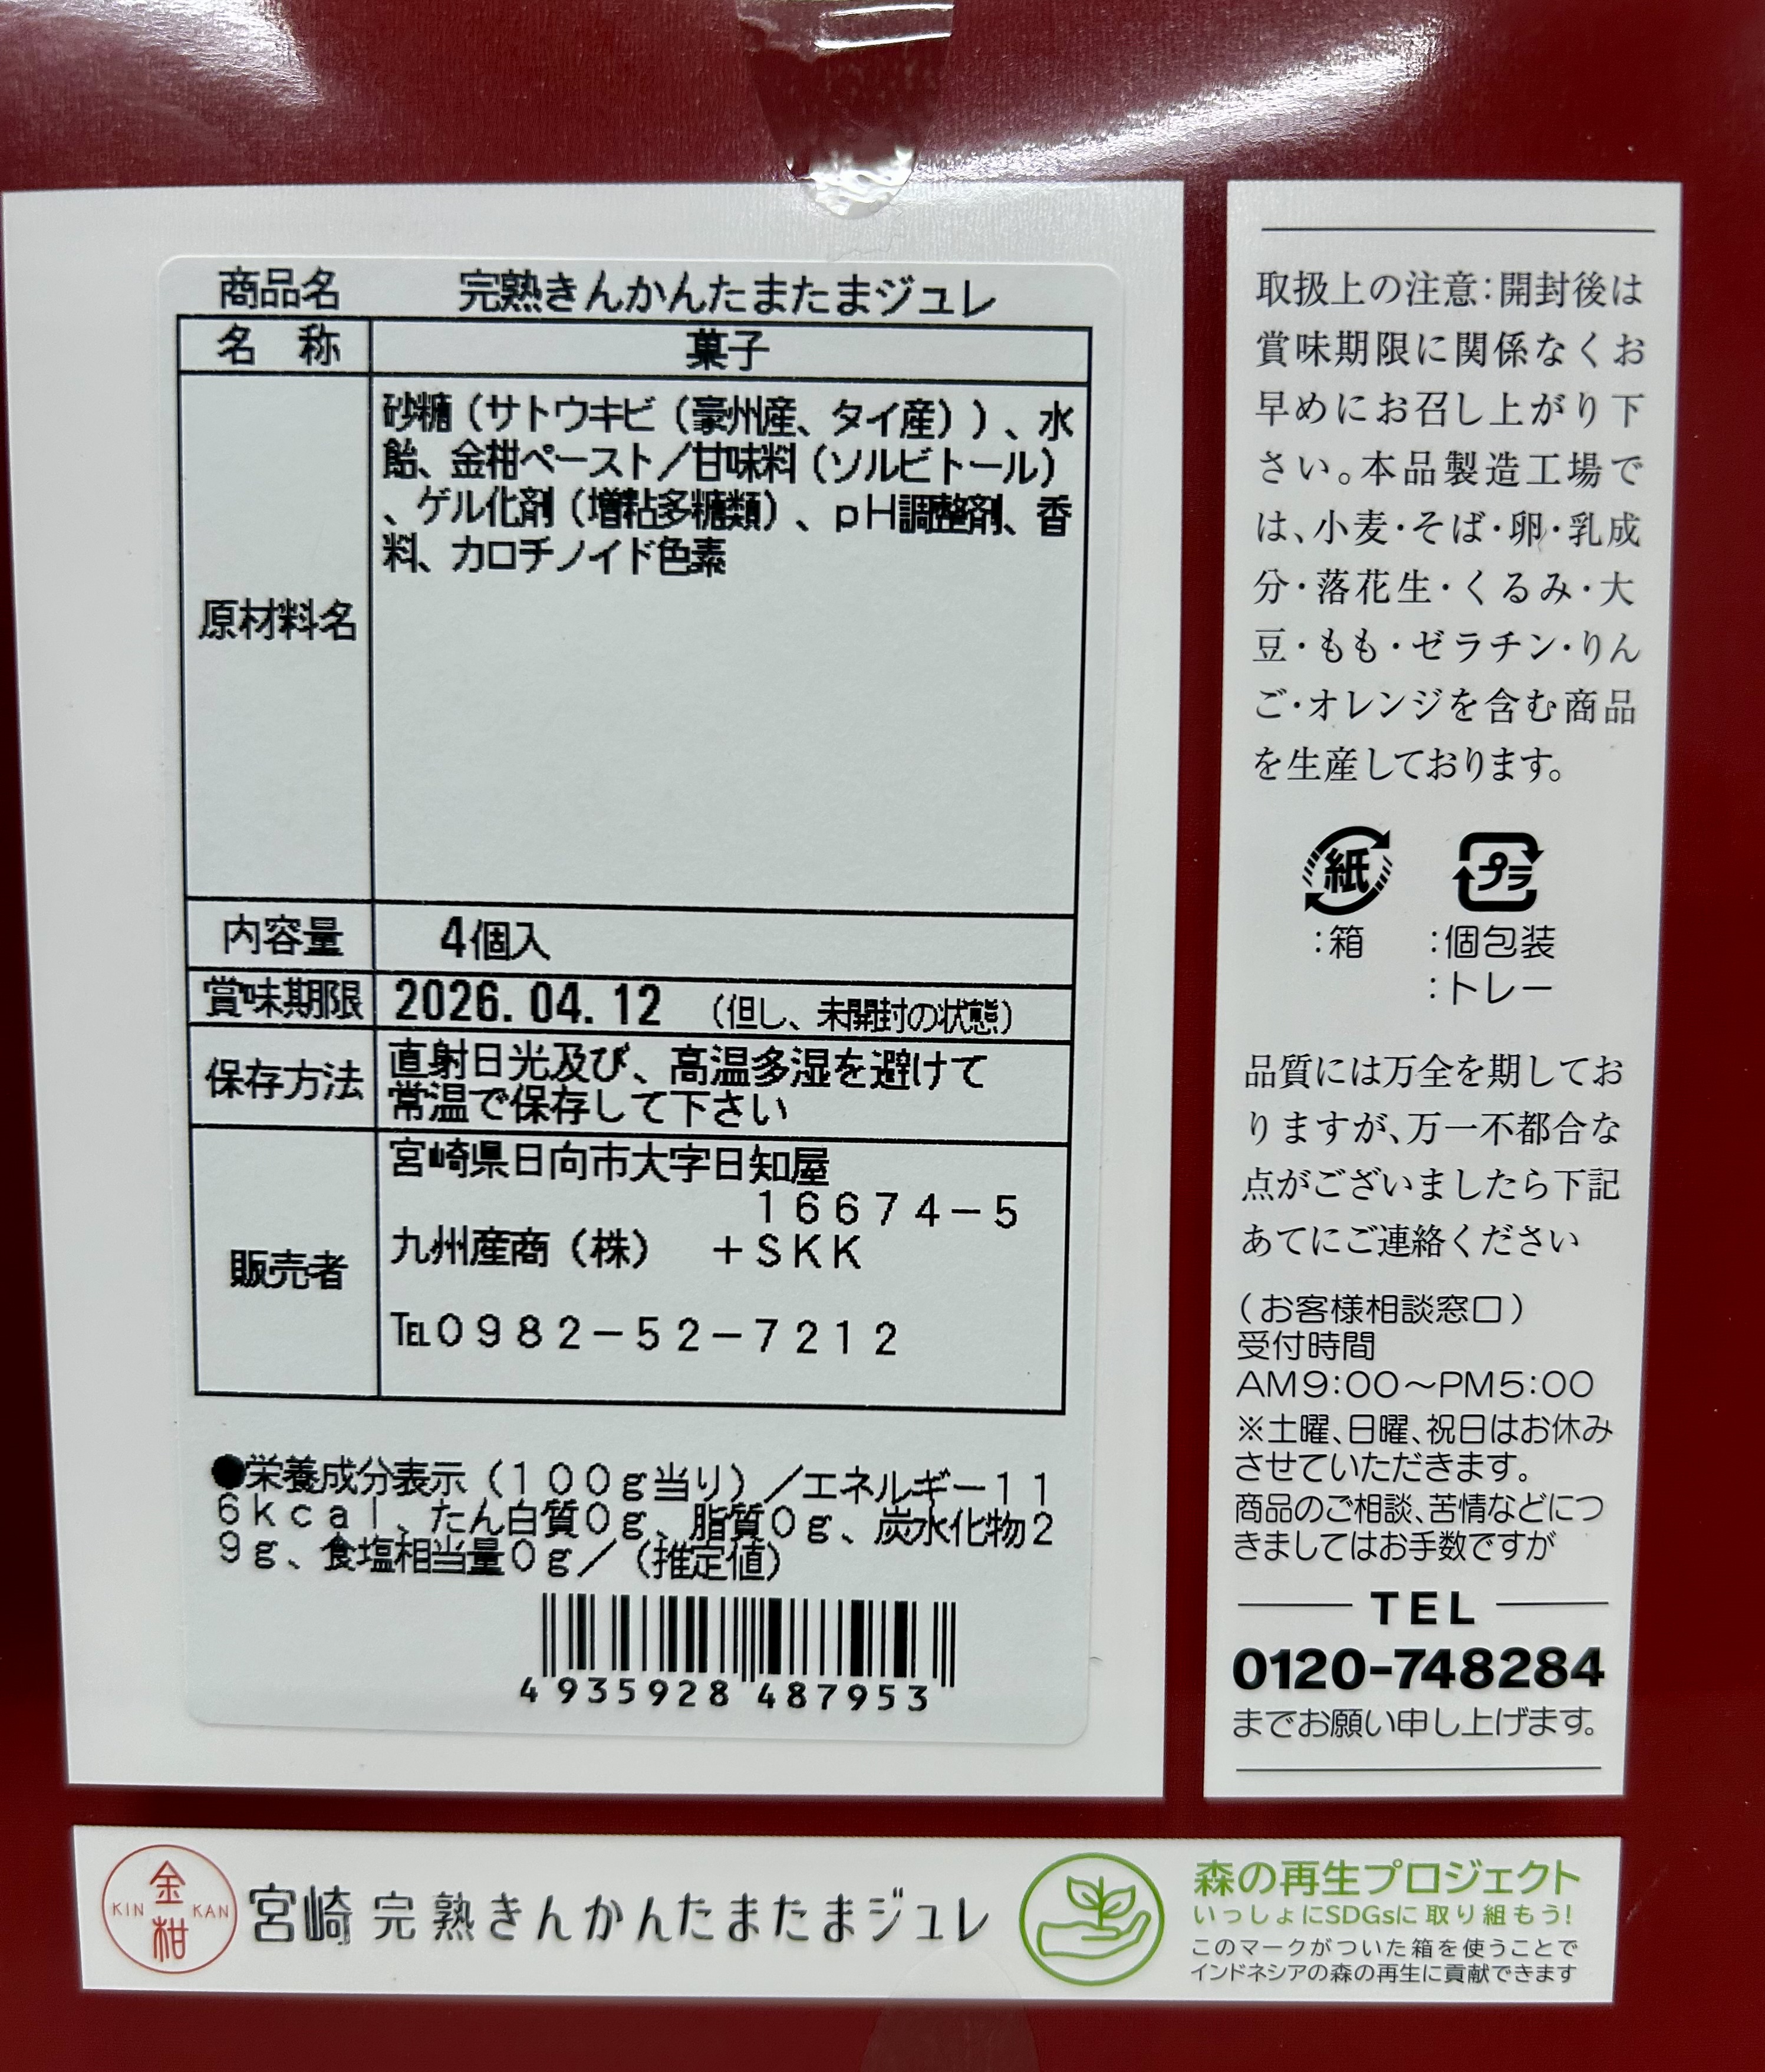 商品名 完熟きんかんたまたまジュレ
名 称 菓子
原材料名
砂糖（サトウキビ（豪州産、タイ産））、水
飴、金柑ペースト／甘味料（ソルビトール）
、ゲル化剤（増粘多糖類）、ｐＨ調整剤、香
料、カロチノイド色素
内容量 4個入
賞味期限 2026.04.12 （但し、未開封の状態）
保存方法
直射日光及び、高温多湿を避けて
常温で保存して下さい
販売者
宮崎県日向市大字日知屋
１６６７４－５
九州産商（株） ＋ＳＫＫ
℡０９８２－５２－７２１２
●栄養成分表示（１００ｇ当り）／エネルギー１１
６ｋｃａｌ、たん白質０ｇ、脂質０ｇ、炭水化物２
９ｇ、食塩相当量０ｇ／（推定値）
4 935928 487953
取扱上の注意：開封後は
賞味期限に関係なくお
早めにお召し上がり下
さい。本品製造工場で
は、小麦・そば・卵・乳成
分・落花生・くるみ・大
豆・もも・ゼラチン・りん
ご・オレンジを含む商品
を生産しております。
紙 プラ
：箱 ：個包装
：トレー
品質には万全を期してお
りますが、万一不都合な
点がございましたら下記
あてにご連絡ください
（お客様相談窓口）
受付時間
AM9：00～PM5：00
※土曜、日曜、祝日はお休み
させていただきます。
商品のご相談、苦情などにつ
きましてはお手数ですが
TEL
0120-748284
までお願い申し上げます。
金柑 KIN KAN
宮崎 完熟きんかんたまたまジュレ
森の再生プロジェクト
いっしょにSDGsに取り組もう！
このマークがついた箱を使うことで
インドネシアの森の再生に貢献できます